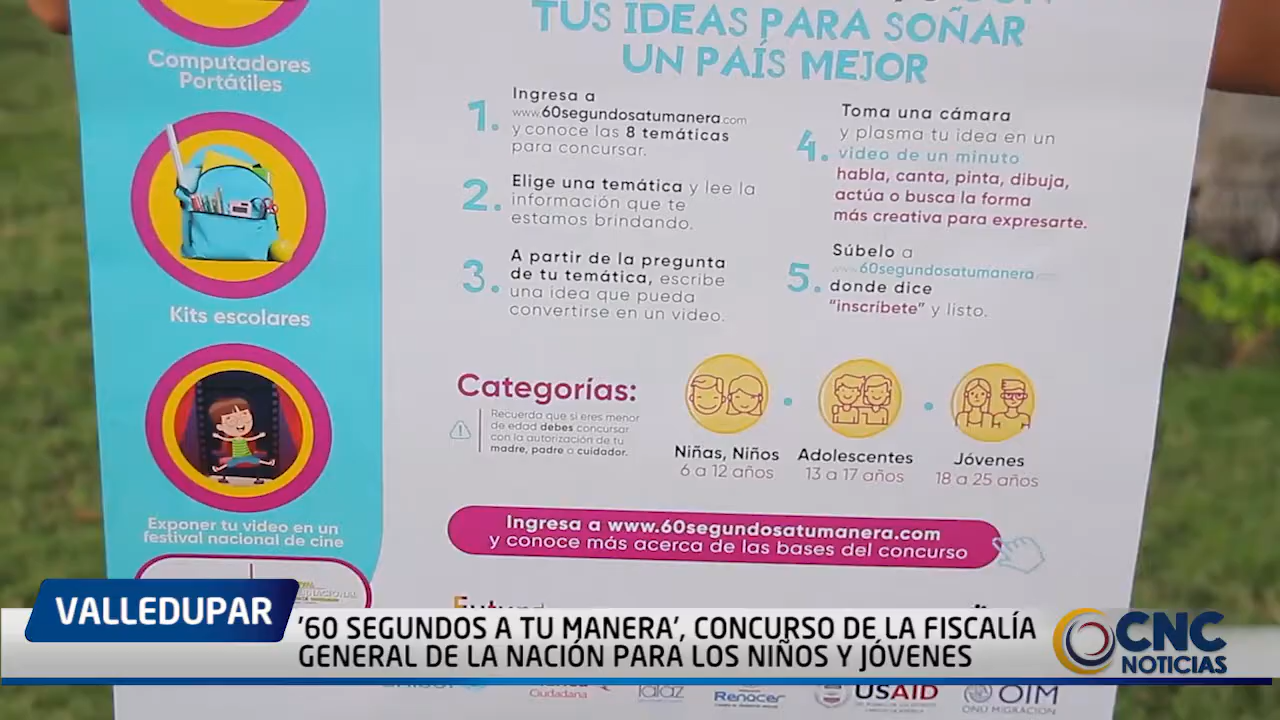 TUS IDEAS PARA SOÑAR
UN PAÍS MEJOR
Computadores
Portátiles
Kits escolares
Exponer tu video en un
festival nacional de cine
1.
Ingresa a
www.60segundosatumanera.com
y conoce las 8 temáticas
para concursar.
2.
Elige una temática y lee la
información que te
estamos brindando.
3.
A partir de la pregunta
de tu temática, escribe
una idea que pueda
convertirse en un video.
4.
Toma una cámara
y plasma tu idea en un
video de un minuto
habla, canta, pinta, dibuja,
actúa o busca la forma
más creativa para expresarte.
5.
Súbelo a
www.60segundosatumanera
donde dice
"inscríbete" y listo.
Categorías:
Recuerda que si eres menor
de edad debes concursar
con la autorización de tu
madre, padre o cuidador.
Niñas, Niños
6 a 12 años
Adolescentes
13 a 17 años
Jóvenes
18 a 25 años
Ingresa a www.60segundosatumanera.com
y conoce más acerca de las bases del concurso
VALLEDUPAR
'60 SEGUNDOS A TU MANERA', CONCURSO DE LA FISCALÍA
GENERAL DE LA NACIÓN PARA LOS NIÑOS Y JÓVENES
CNC
NOTICIAS
Ciudadana
Renocer
USAID
OIM
ONU MIGRACIÓN